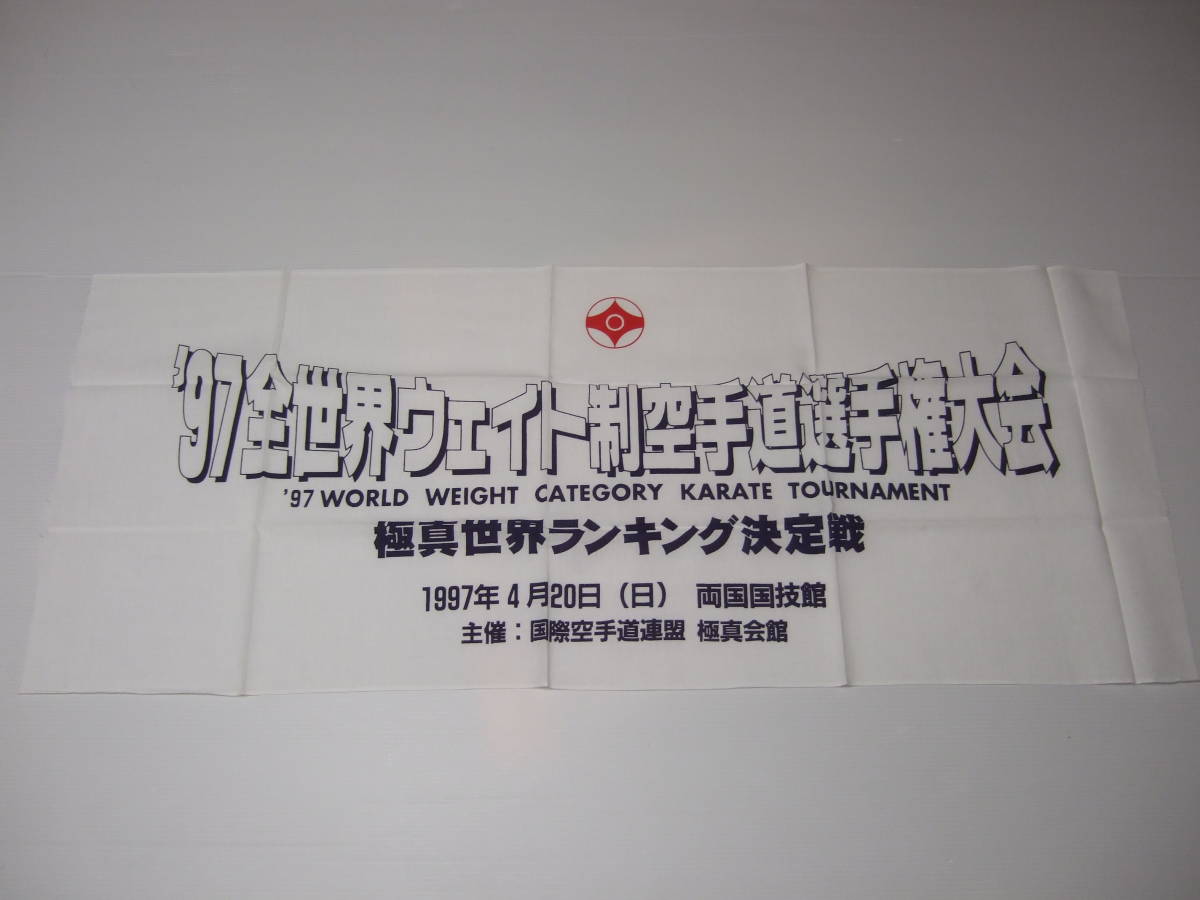 '97全世界ウェイト制空手道選手権大会
'97 WORLD WEIGHT CATEGORY KARATE TOURNAMENT
極真世界ランキング決定戦
1997年4月20日（日） 両国国技館
主催：国際空手道連盟 極真会館